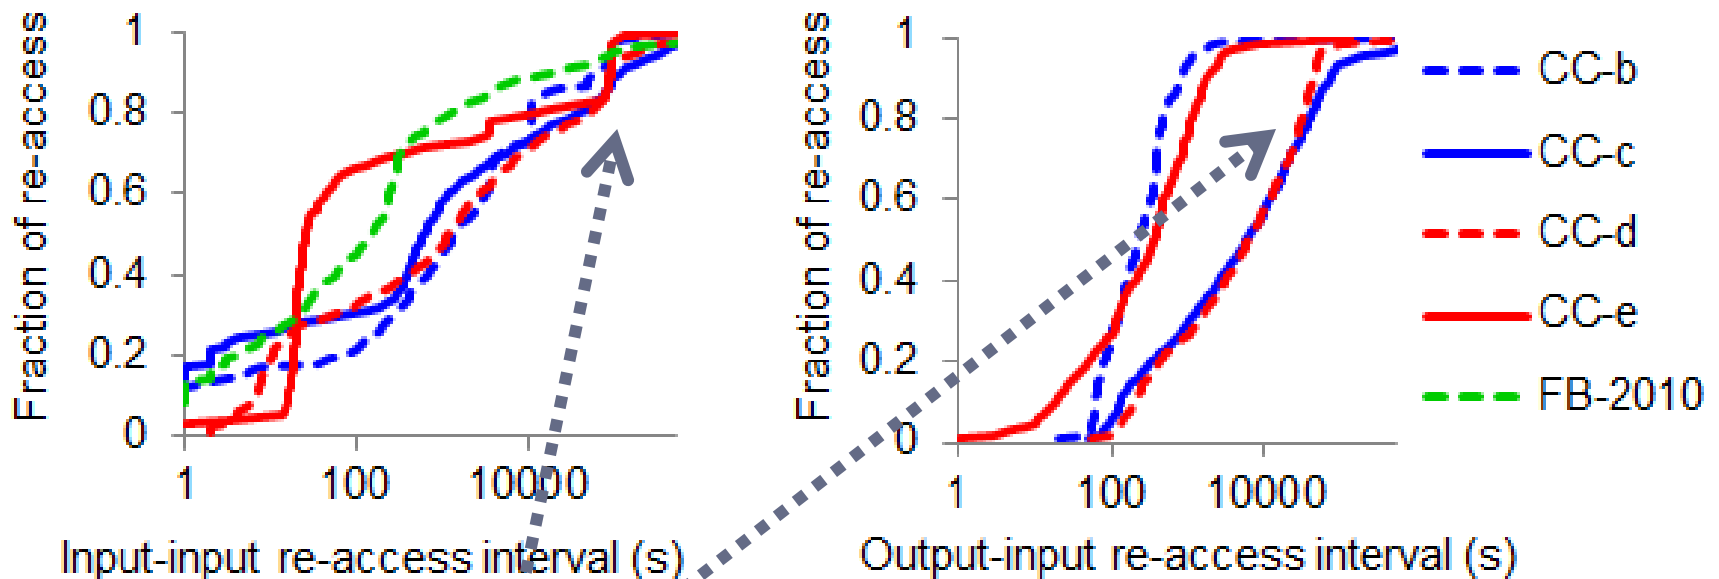 Fraction of re-access
1
0.8
0.6
0.4
0.2
0
1
100
10000
Input-input re-access interval (s)
Fraction of re-access
1
0.8
0.6
0.4
0.2
0
1
100
10000
Output-input re-access interval (s)
CC-b
CC-c
CC-d
CC-e
FB-2010